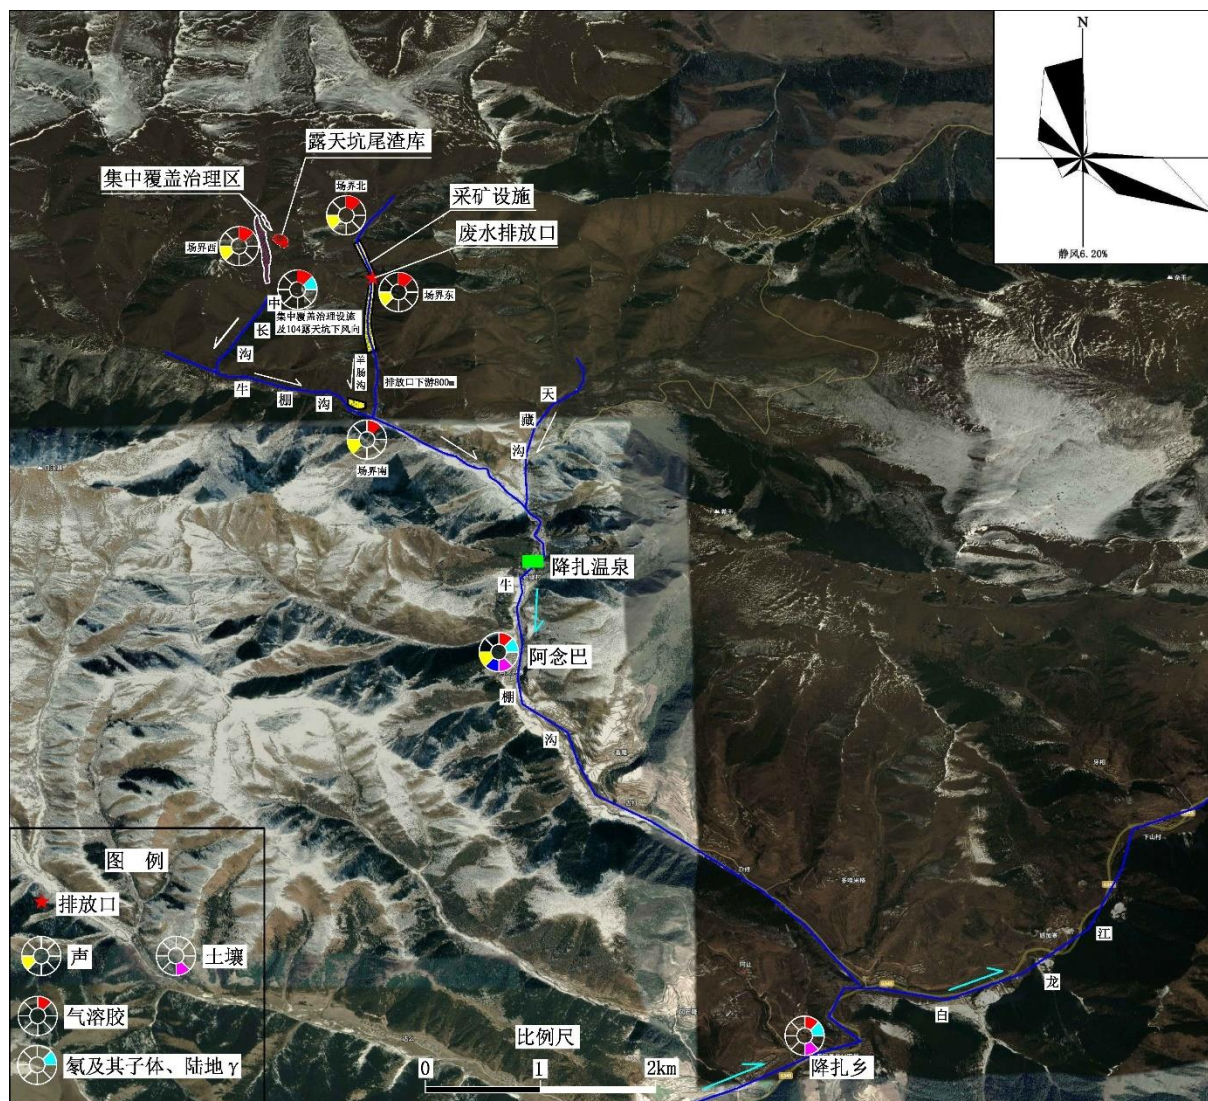 N
静风6.20%
露天坑尾渣库
集中覆盖治理区
场界北
采矿设施
废水排放口
场界西
场界东
中
长
沟
集中覆盖治理设施
及104露天坑下风向
羊肠沟
排放口下游800m
牛
棚
沟
天
藏
沟
场界南
降扎温泉
牛
阿念巴
棚
沟
下山村
江
龙
白
降扎乡
图 例
排放口
声
土壤
气溶胶
氡及其子体、陆地γ
比例尺
0
1
2km